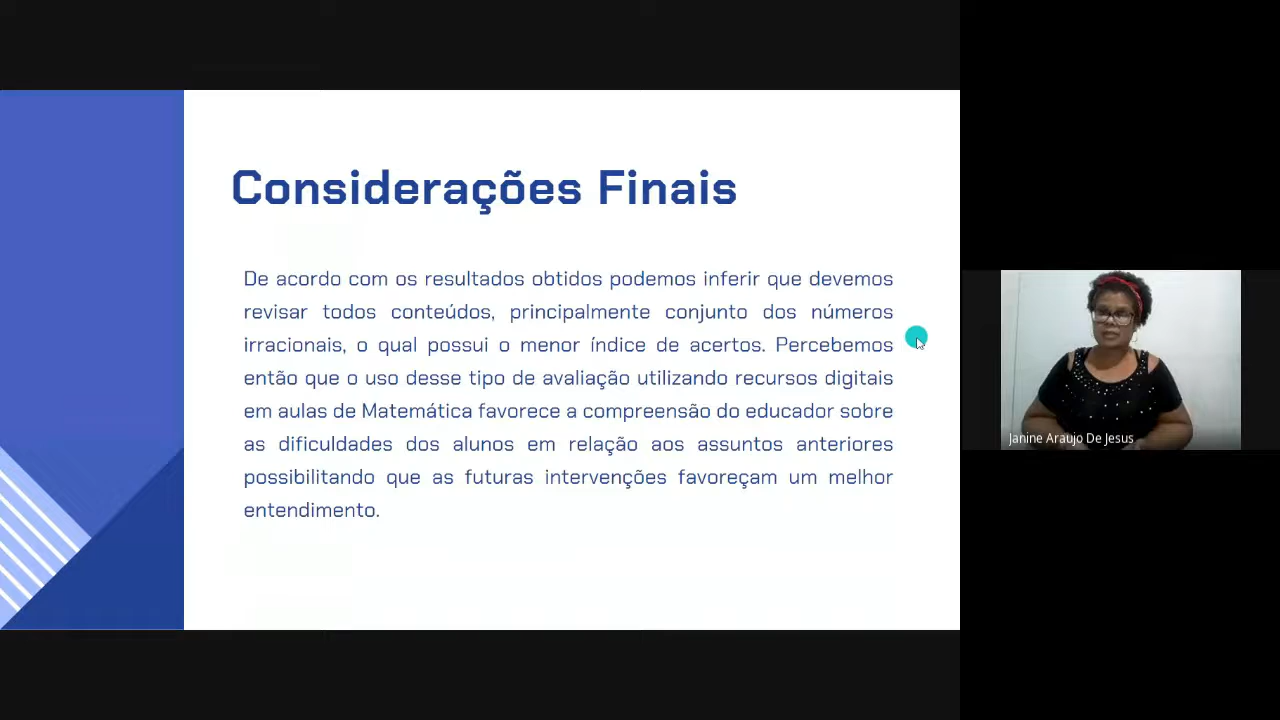 Considerações Finais
De acordo com os resultados obtidos podemos inferir que devemos
revisar todos conteúdos, principalmente conjunto dos números
irracionais, o qual possui o menor índice de acertos. Percebemos
então que o uso desse tipo de avaliação utilizando recursos digitais
em aulas de Matemática favorece a compreensão do educador sobre
as dificuldades dos alunos em relação aos assuntos anteriores
possibilitando que as futuras intervenções favoreçam um melhor
entendimento.
Janine Araujo De Jesus